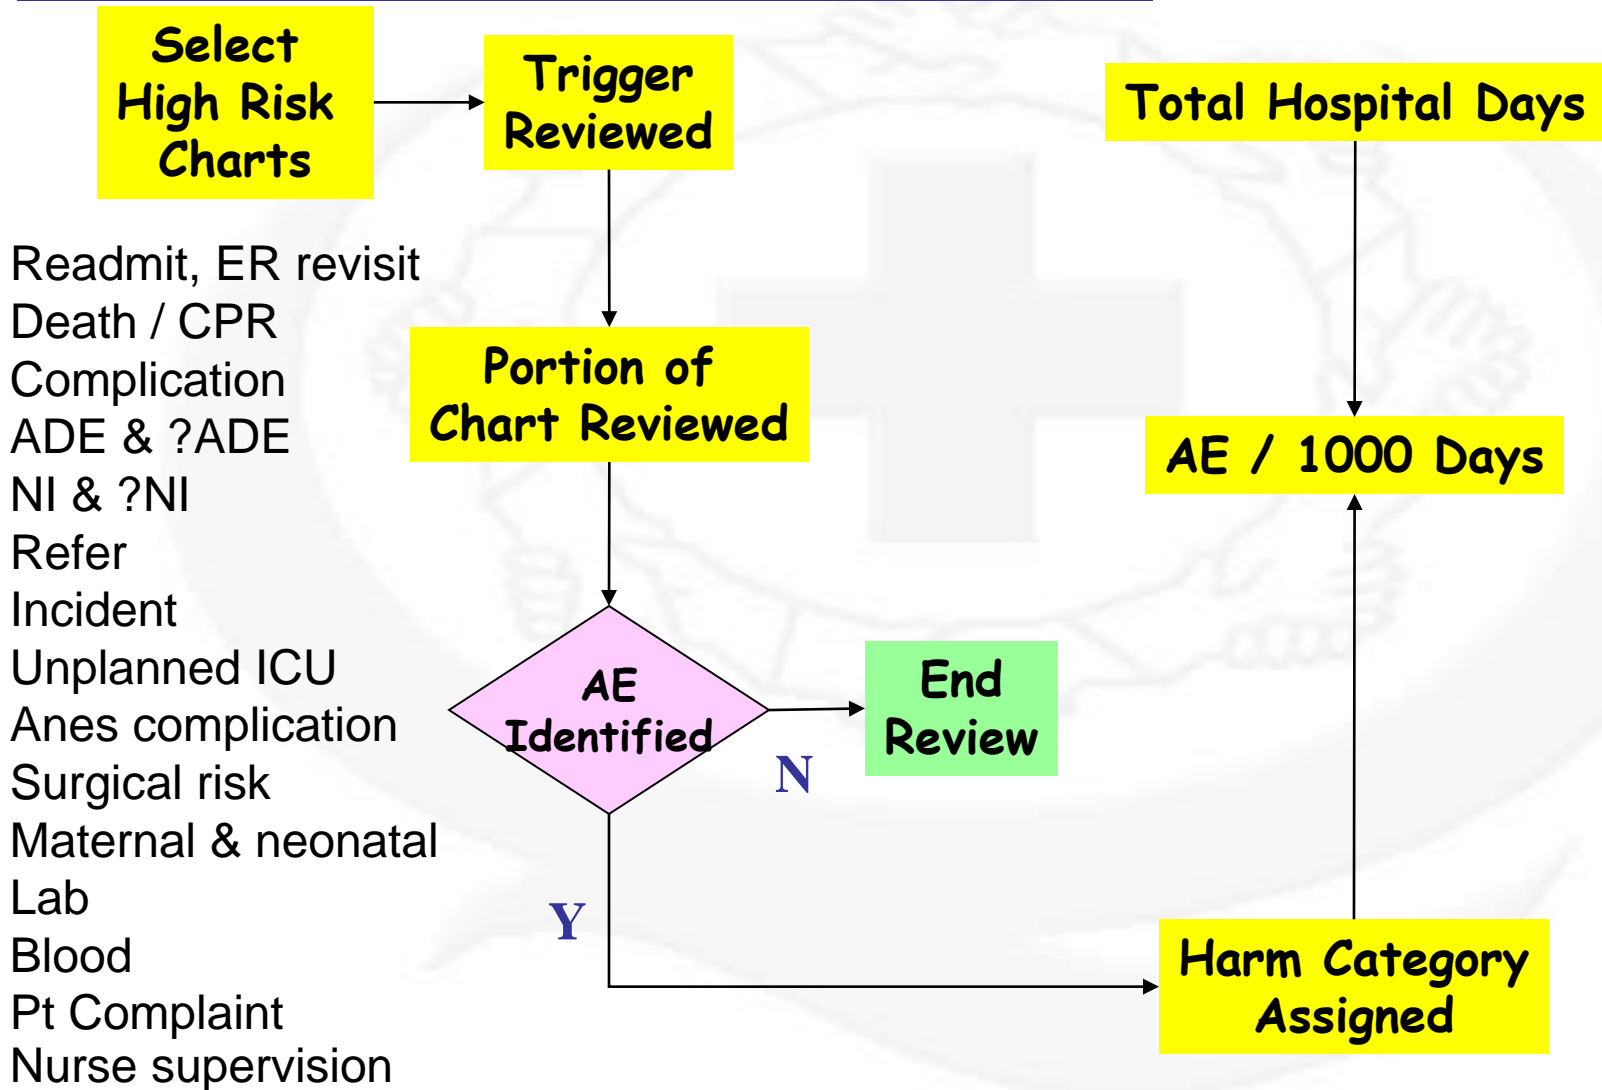 Select
High Risk
Charts
Trigger
Reviewed
Total Hospital Days
Readmit, ER revisit
Death / CPR
Complication
ADE & ?ADE
NI & ?NI
Refer
Incident
Unplanned ICU
Anes complication
Surgical risk
Maternal & neonatal
Lab
Blood
Pt Complaint
Nurse supervision
Portion of
Chart Reviewed
AE / 1000 Days
AE
Identified
N
End
Review
Y
Harm Category
Assigned